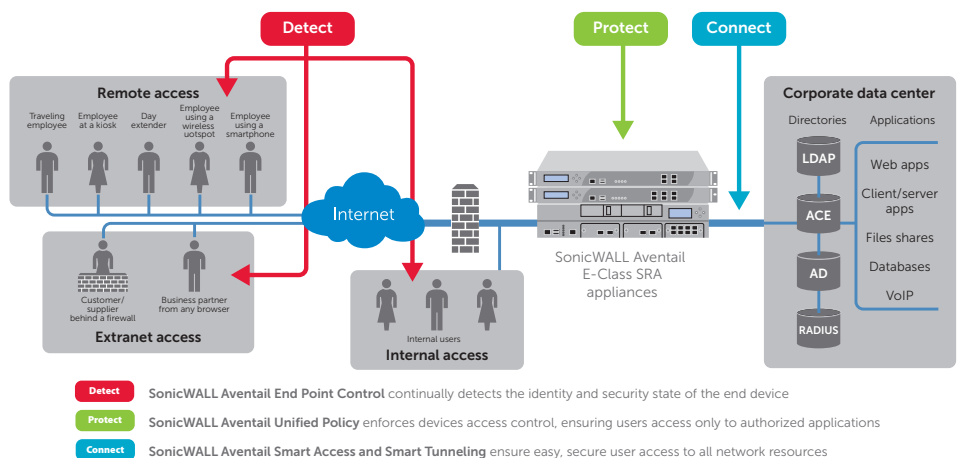 Detect
Protect
Connect
Remote access
Traveling
employee
Employee
at a kiosk
Day
extender
Employee
using a
wireless
uotspot
Employee
using a
smartphone
Internet
Customer/
supplier
behind a firewall
Business partner
from any browser
Extranet access
Internal users
Internal access
SonicWALL Aventail
E-Class SRA
appliances
Corporate data center
Directories
Applications
LDAP
ACE
AD
RADIUS
Web apps
Client/server
apps
Files shares
Databases
VoIP
Detect SonicWALL Aventail End Point Control continually detects the identity and security state of the end device
Protect SonicWALL Aventail Unified Policy enforces devices access control, ensuring users access only to authorized applications
Connect SonicWALL Aventail Smart Access and Smart Tunneling ensure easy, secure user access to all network resources